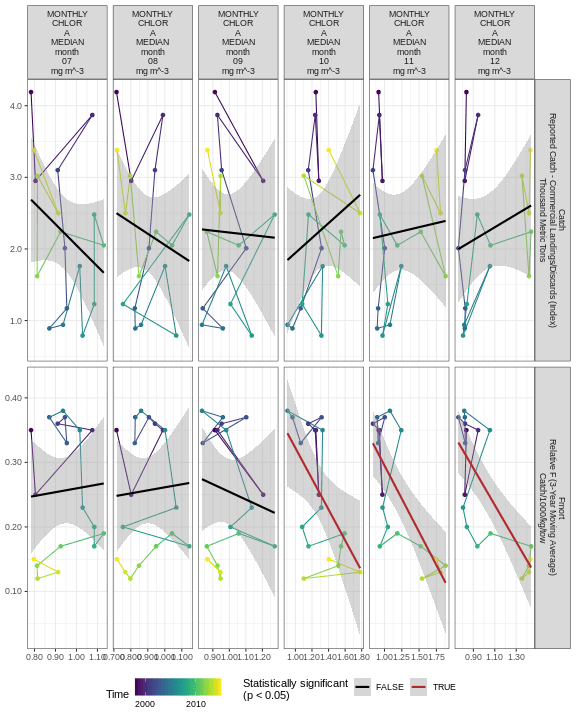 MONTHLY MONTHLY MONTHLY MONTHLY MONTHLY MONTHLY
CHLOR CHLOR CHLOR CHLOR CHLOR CHLOR
A A A A A A
MEDIAN MEDIAN MEDIAN MEDIAN MEDIAN MEDIAN
month month month month month month
07 08 09 10 11 12
mg m^-3 mg m^-3 mg m^-3 mg m^-3 mg m^-3 mg m^-3
4.0
3.0
2.0
1.0
Catch
Reported Catch - Commercial Landings/Discards (Index)
Thousand Metric Tons
0.40
0.30
0.20
0.10
Fmort
Relative F (3-Year Moving Average)
Catch/1000/kg/tow
0.80 0.90 1.00 1.10 0.700 0.800 0.900 1.000 1.100 0.90 1.00 1.10 1.20 1.00 1.20 1.40 1.60 1.80 1.00 1.25 1.50 1.75 0.90 1.10 1.30
Time
2000 2010
Statistically significant
(p < 0.05)
FALSE TRUE